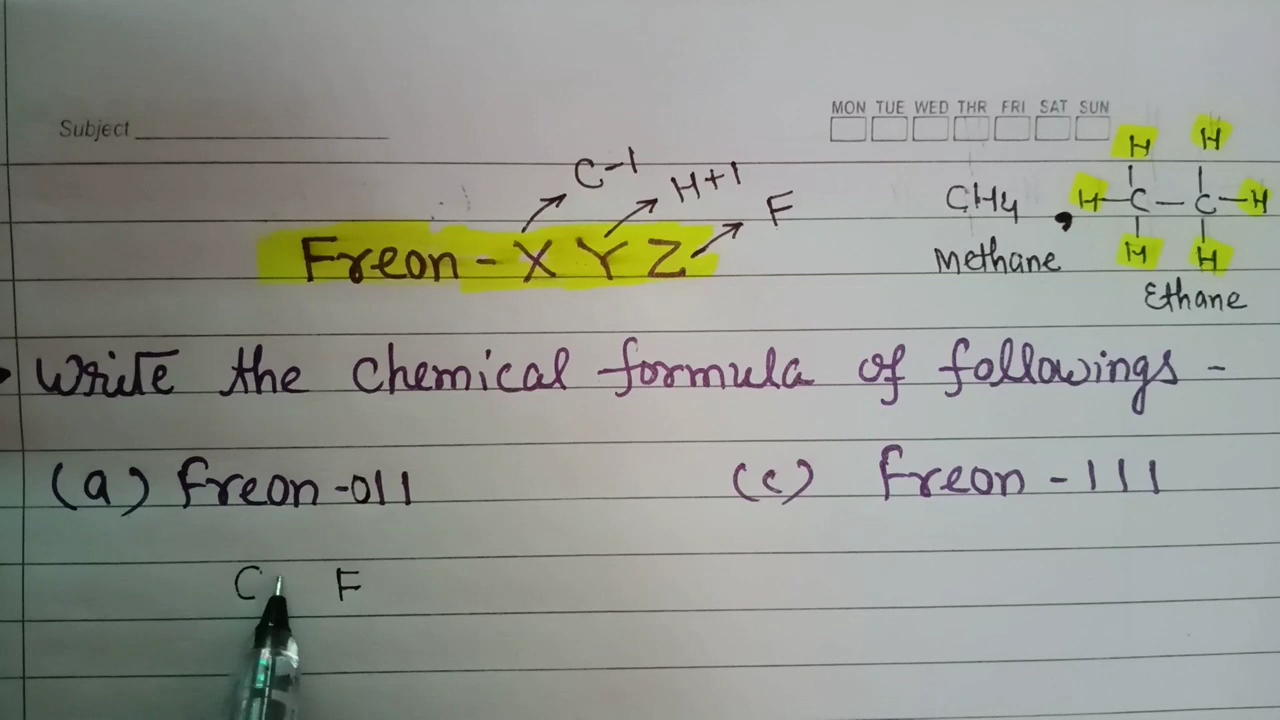 MON TUE WED THR FRI SAT SUN
Subject
H H
C-1 H+1 F
CH4, H-C-C-H
Freon-XYZ
Methane H H
Ethane
Write the chemical formula of followings -
(a) Freon-011 (c) Freon-111
C F